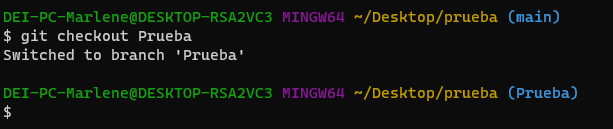 DEI-PC-Marlene@DESKTOP-RSA2VC3 MINGW64 ~/Desktop/prueba (main)
$ git checkout Prueba
Switched to branch 'Prueba'
DEI-PC-Marlene@DESKTOP-RSA2VC3 MINGW64 ~/Desktop/prueba (Prueba)
$